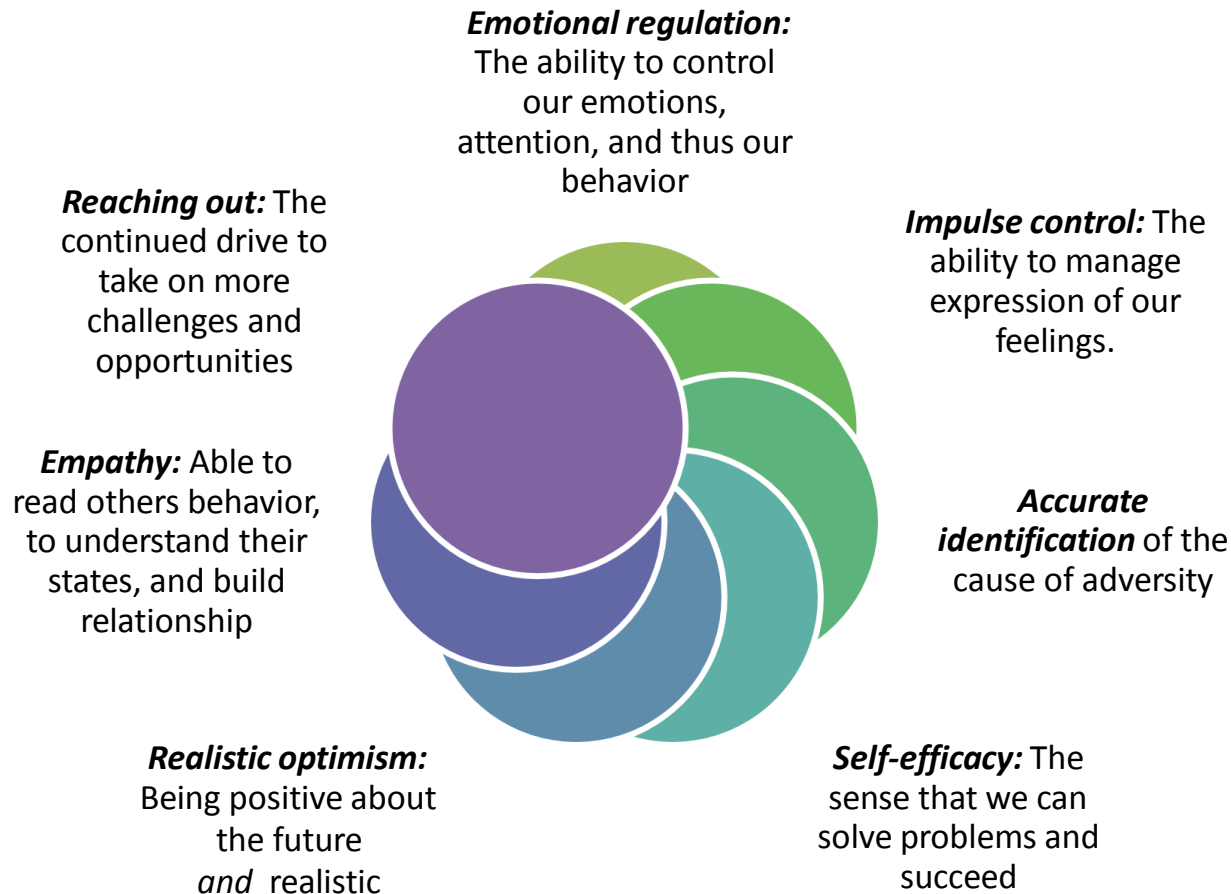 Emotional regulation:
The ability to control
our emotions,
attention, and thus our
behavior
Impulse control: The
ability to manage
expression of our
feelings.
Accurate
identification of the
cause of adversity
Self-efficacy: The
sense that we can
solve problems and
succeed
Realistic optimism:
Being positive about
the future
and realistic
Empathy: Able to
read others behavior,
to understand their
states, and build
relationship
Reaching out: The
continued drive to
take on more
challenges and
opportunities